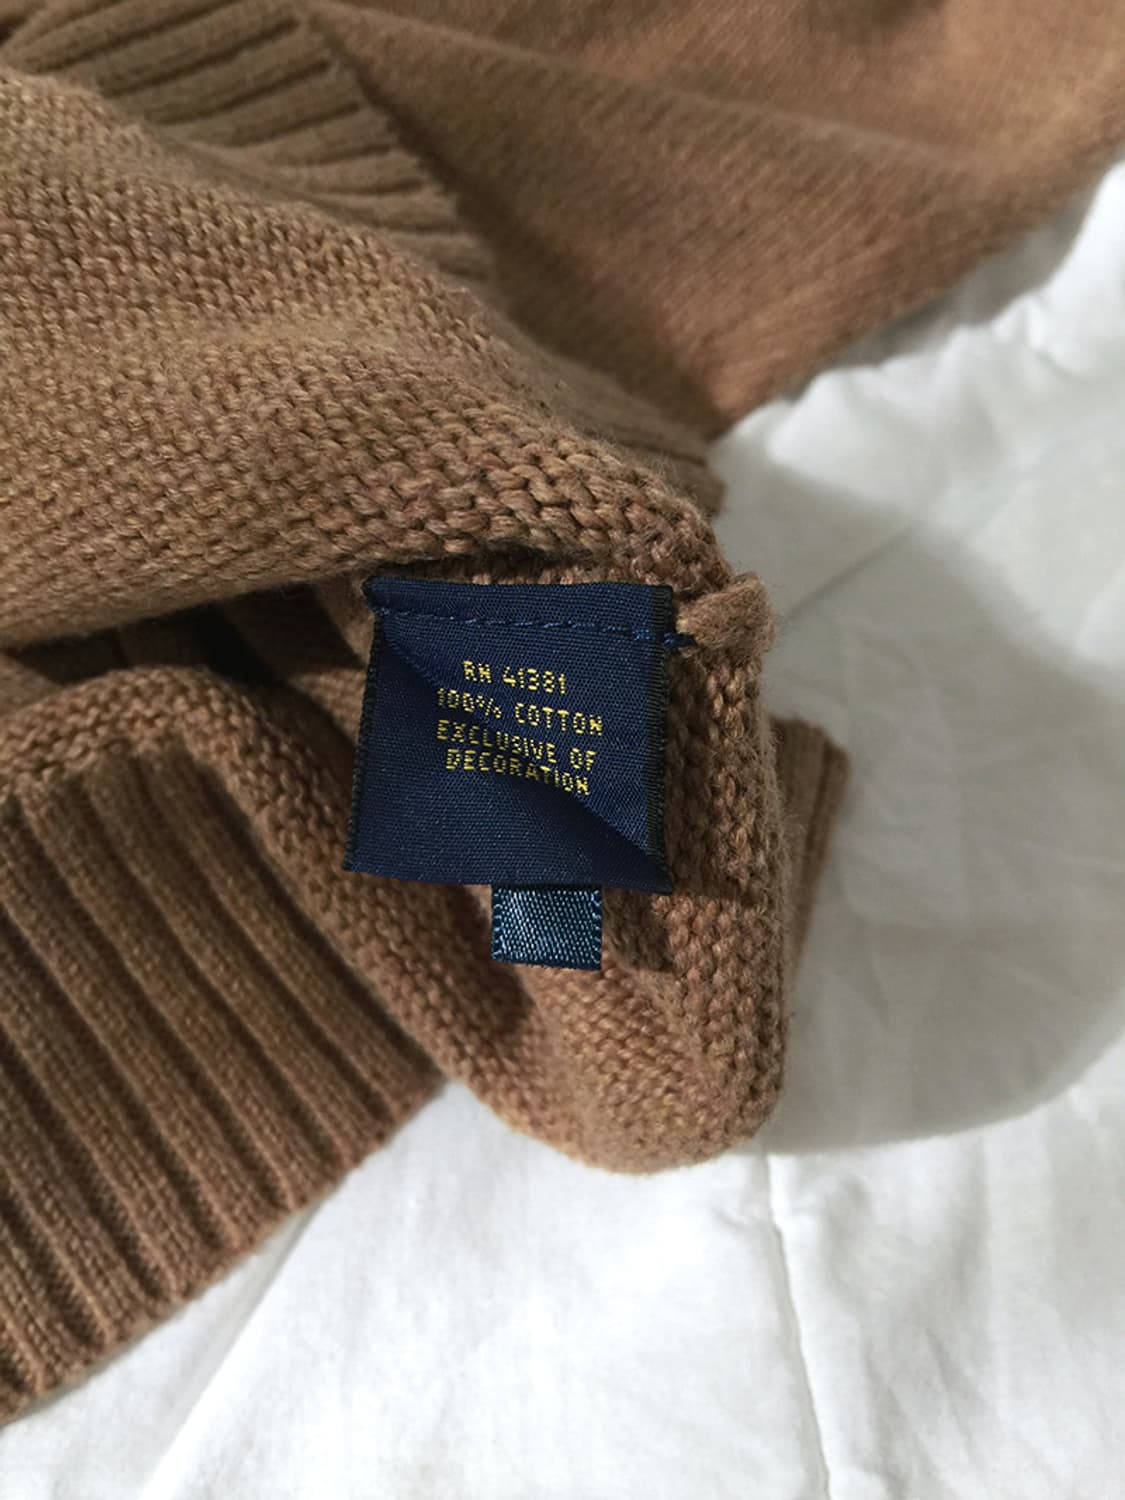 RN 41381
100% COTTON
EXCLUSIVE OF
DECORATION